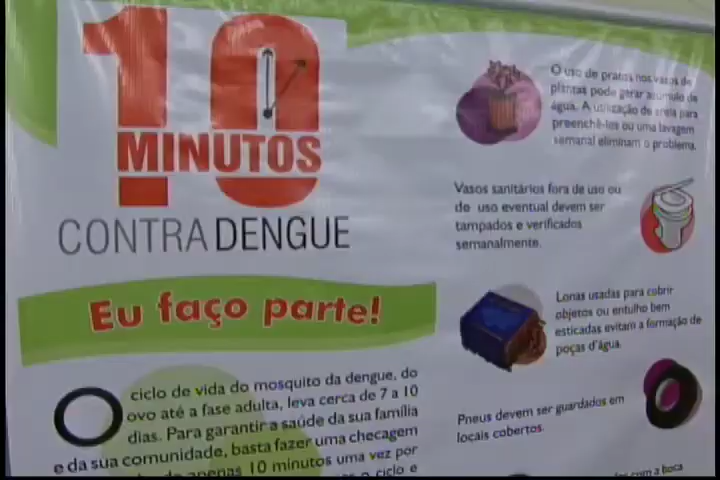 10
MINUTOS
CONTRA DENGUE
Eu faço parte!
O ciclo de vida do mosquito da dengue, do
ovo até a fase adulta, leva cerca de 7 a 10
dias. Para garantir a saúde da sua família
e da sua comunidade, basta fazer uma checagem
de apenas 10 minutos uma vez por
o ciclo e
O uso de pratos nos vasos de
plantas pode gerar acúmulo de
água. A utilização de areia para
preenchê-los ou uma lavagem
semanal eliminam o problema.
Vasos sanitários fora de uso ou
de uso eventual devem ser
tampados e verificados
semanalmente.
Lonas usadas para cobrir
objetos ou entulho bem
esticadas evitam a formação de
poças d'água.
Pneus devem ser guardados em
locais cobertos.
com a boca